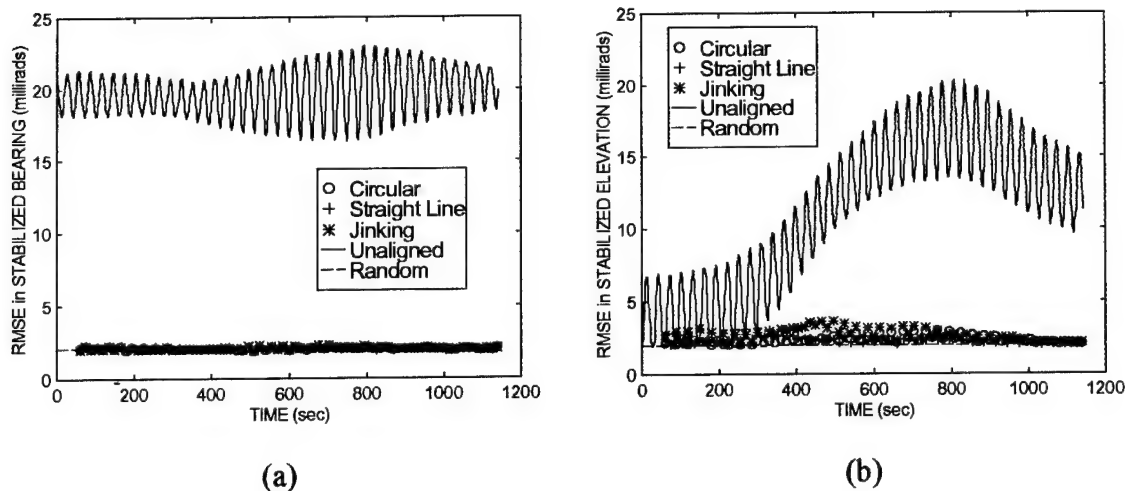 RMSE in STABILIZED BEARING (millirads)
25
20
15
10
5
0
Circular
Straight Line
Jinking
Unaligned
Random
0 200 400 600 800 1000 1200
TIME (sec)
(a)
RMSE in STABILIZED ELEVATION (millirads)
25
20
15
10
5
0
Circular
Straight Line
Jinking
Unaligned
Random
0 200 400 600 800 1000 1200
TIME (sec)
(b)